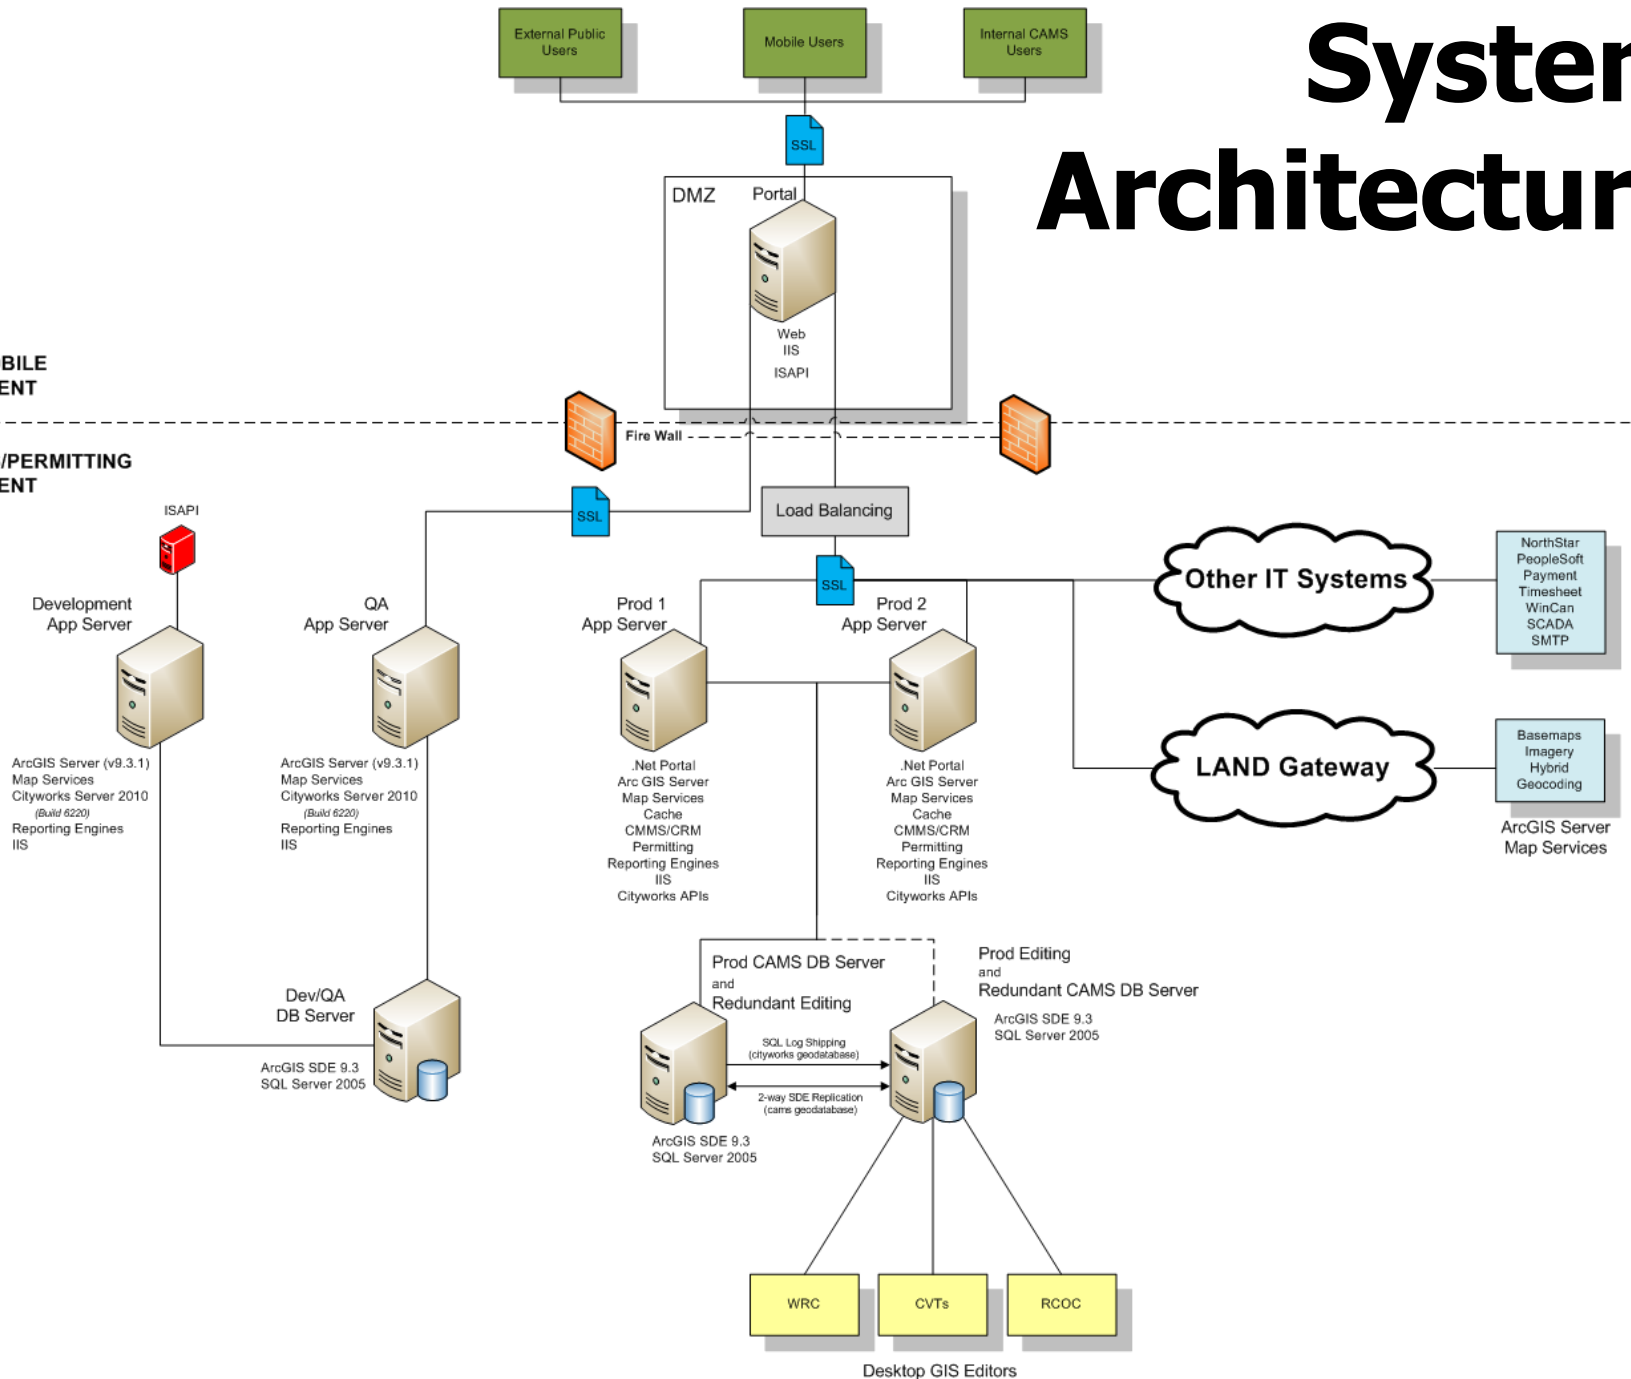 System
Architectur
External Public
Users
Mobile Users
Internal CAMS
Users
SSL
DMZ
Portal
Web
IIS
ISAPI
BILE
ENT
Fire Wall
/PERMITTING
ENT
SSL
Load Balancing
ISAPI
SSL
Other IT Systems
NorthStar
PeopleSoft
Payment
Timesheet
WinCan
SCADA
SMTP
Development
App Server
QA
App Server
Prod 1
App Server
Prod 2
App Server
LAND Gateway
Basemaps
Imagery
Hybrid
Geocoding
ArcGIS Server
Map Services
ArcGIS Server (v9.3.1)
Map Services
Cityworks Server 2010
(Build 6220)
Reporting Engines
IIS
ArcGIS Server (v9.3.1)
Map Services
Cityworks Server 2010
(Build 6220)
Reporting Engines
IIS
.Net Portal
Arc GIS Server
Map Services
Cache
CMMS/CRM
Permitting
Reporting Engines
IIS
Cityworks APIs
.Net Portal
Arc GIS Server
Map Services
Cache
CMMS/CRM
Permitting
Reporting Engines
IIS
Cityworks APIs
Dev/QA
DB Server
ArcGIS SDE 9.3
SQL Server 2005
Prod CAMS DB Server
and
Redundant Editing
Prod Editing
and
Redundant CAMS DB Server
ArcGIS SDE 9.3
SQL Server 2005
SQL Log Shipping
(cityworks geodatabase)
2-way SDE Replication
(cams geodatabase)
ArcGIS SDE 9.3
SQL Server 2005
WRC
CVTs
RCOC
Desktop GIS Editors